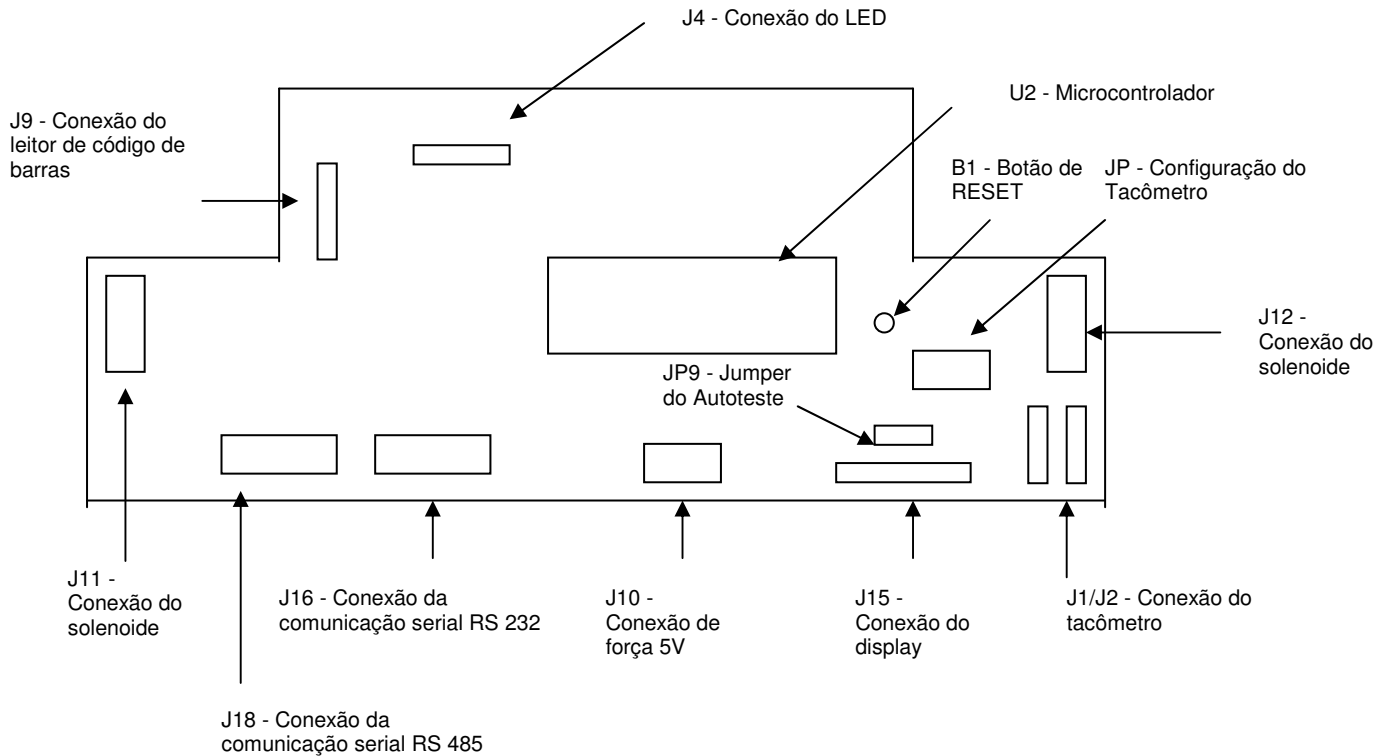 J4 - Conexão do LED
U2 - Microcontrolador
J9 - Conexão do
leitor de código de
barras
B1 - Botão de
RESET
JP - Configuração do
Tacômetro
J12 -
Conexão do
solenoide
JP9 - Jumper
do Autoteste
J11 -
Conexão do
solenoide
J16 - Conexão da
comunicação serial RS 232
J10 -
Conexão de
força 5V
J15 -
Conexão do
display
J1/J2 - Conexão do
tacômetro
J18 - Conexão da
comunicação serial RS 485